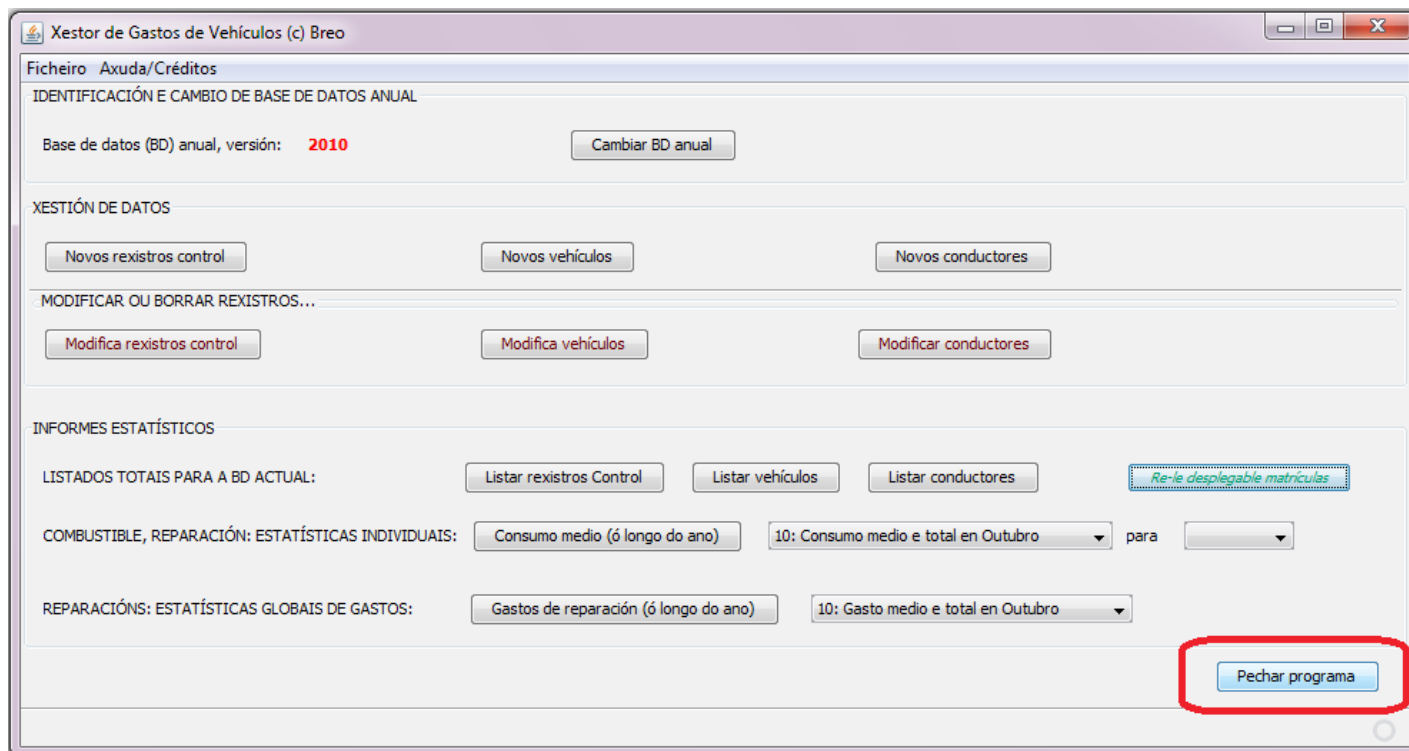 Xestor de Gastos de Vehículos (c) Breo
Ficheiro Axuda/Créditos
IDENTIFICACIÓN E CAMBIO DE BASE DE DATOS ANUAL
Base de datos (BD) anual, versión: 2010 Cambiar BD anual
XESTIÓN DE DATOS
Novos rexistros control Novos vehículos Novos conductores
MODIFICAR OU BORRAR REXISTROS...
Modifica rexistros control Modifica vehículos Modificar conductores
INFORMES ESTATÍSTICOS
LISTADOS TOTAIS PARA A BD ACTUAL: Listar rexistros Control Listar vehículos Listar conductores Re-le desplegable matrículas
COMBUSTIBLE, REPARACIÓN: ESTATÍSTICAS INDIVIDUAIS: Consumo medio (ó longo do ano) 10: Consumo medio e total en Outubro para
REPARACIÓNS: ESTATÍSTICAS GLOBAIS DE GASTOS: Gastos de reparación (ó longo do ano) 10: Gasto medio e total en Outubro
Pechar programa